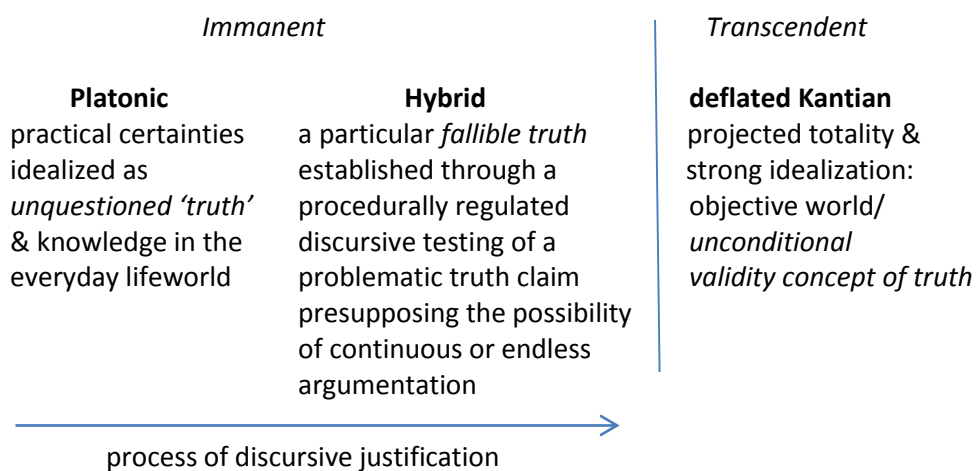 Immanent
Transcendent
Platonic
practical certainties
idealized as
unquestioned ‘truth’
& knowledge in the
everyday lifeworld
Hybrid
a particular fallible truth
established through a
procedurally regulated
discursive testing of a
problematic truth claim
presupposing the possibility
of continuous or endless
argumentation
deflated Kantian
projected totality &
strong idealization:
objective world/
unconditional
validity concept of truth
process of discursive justification